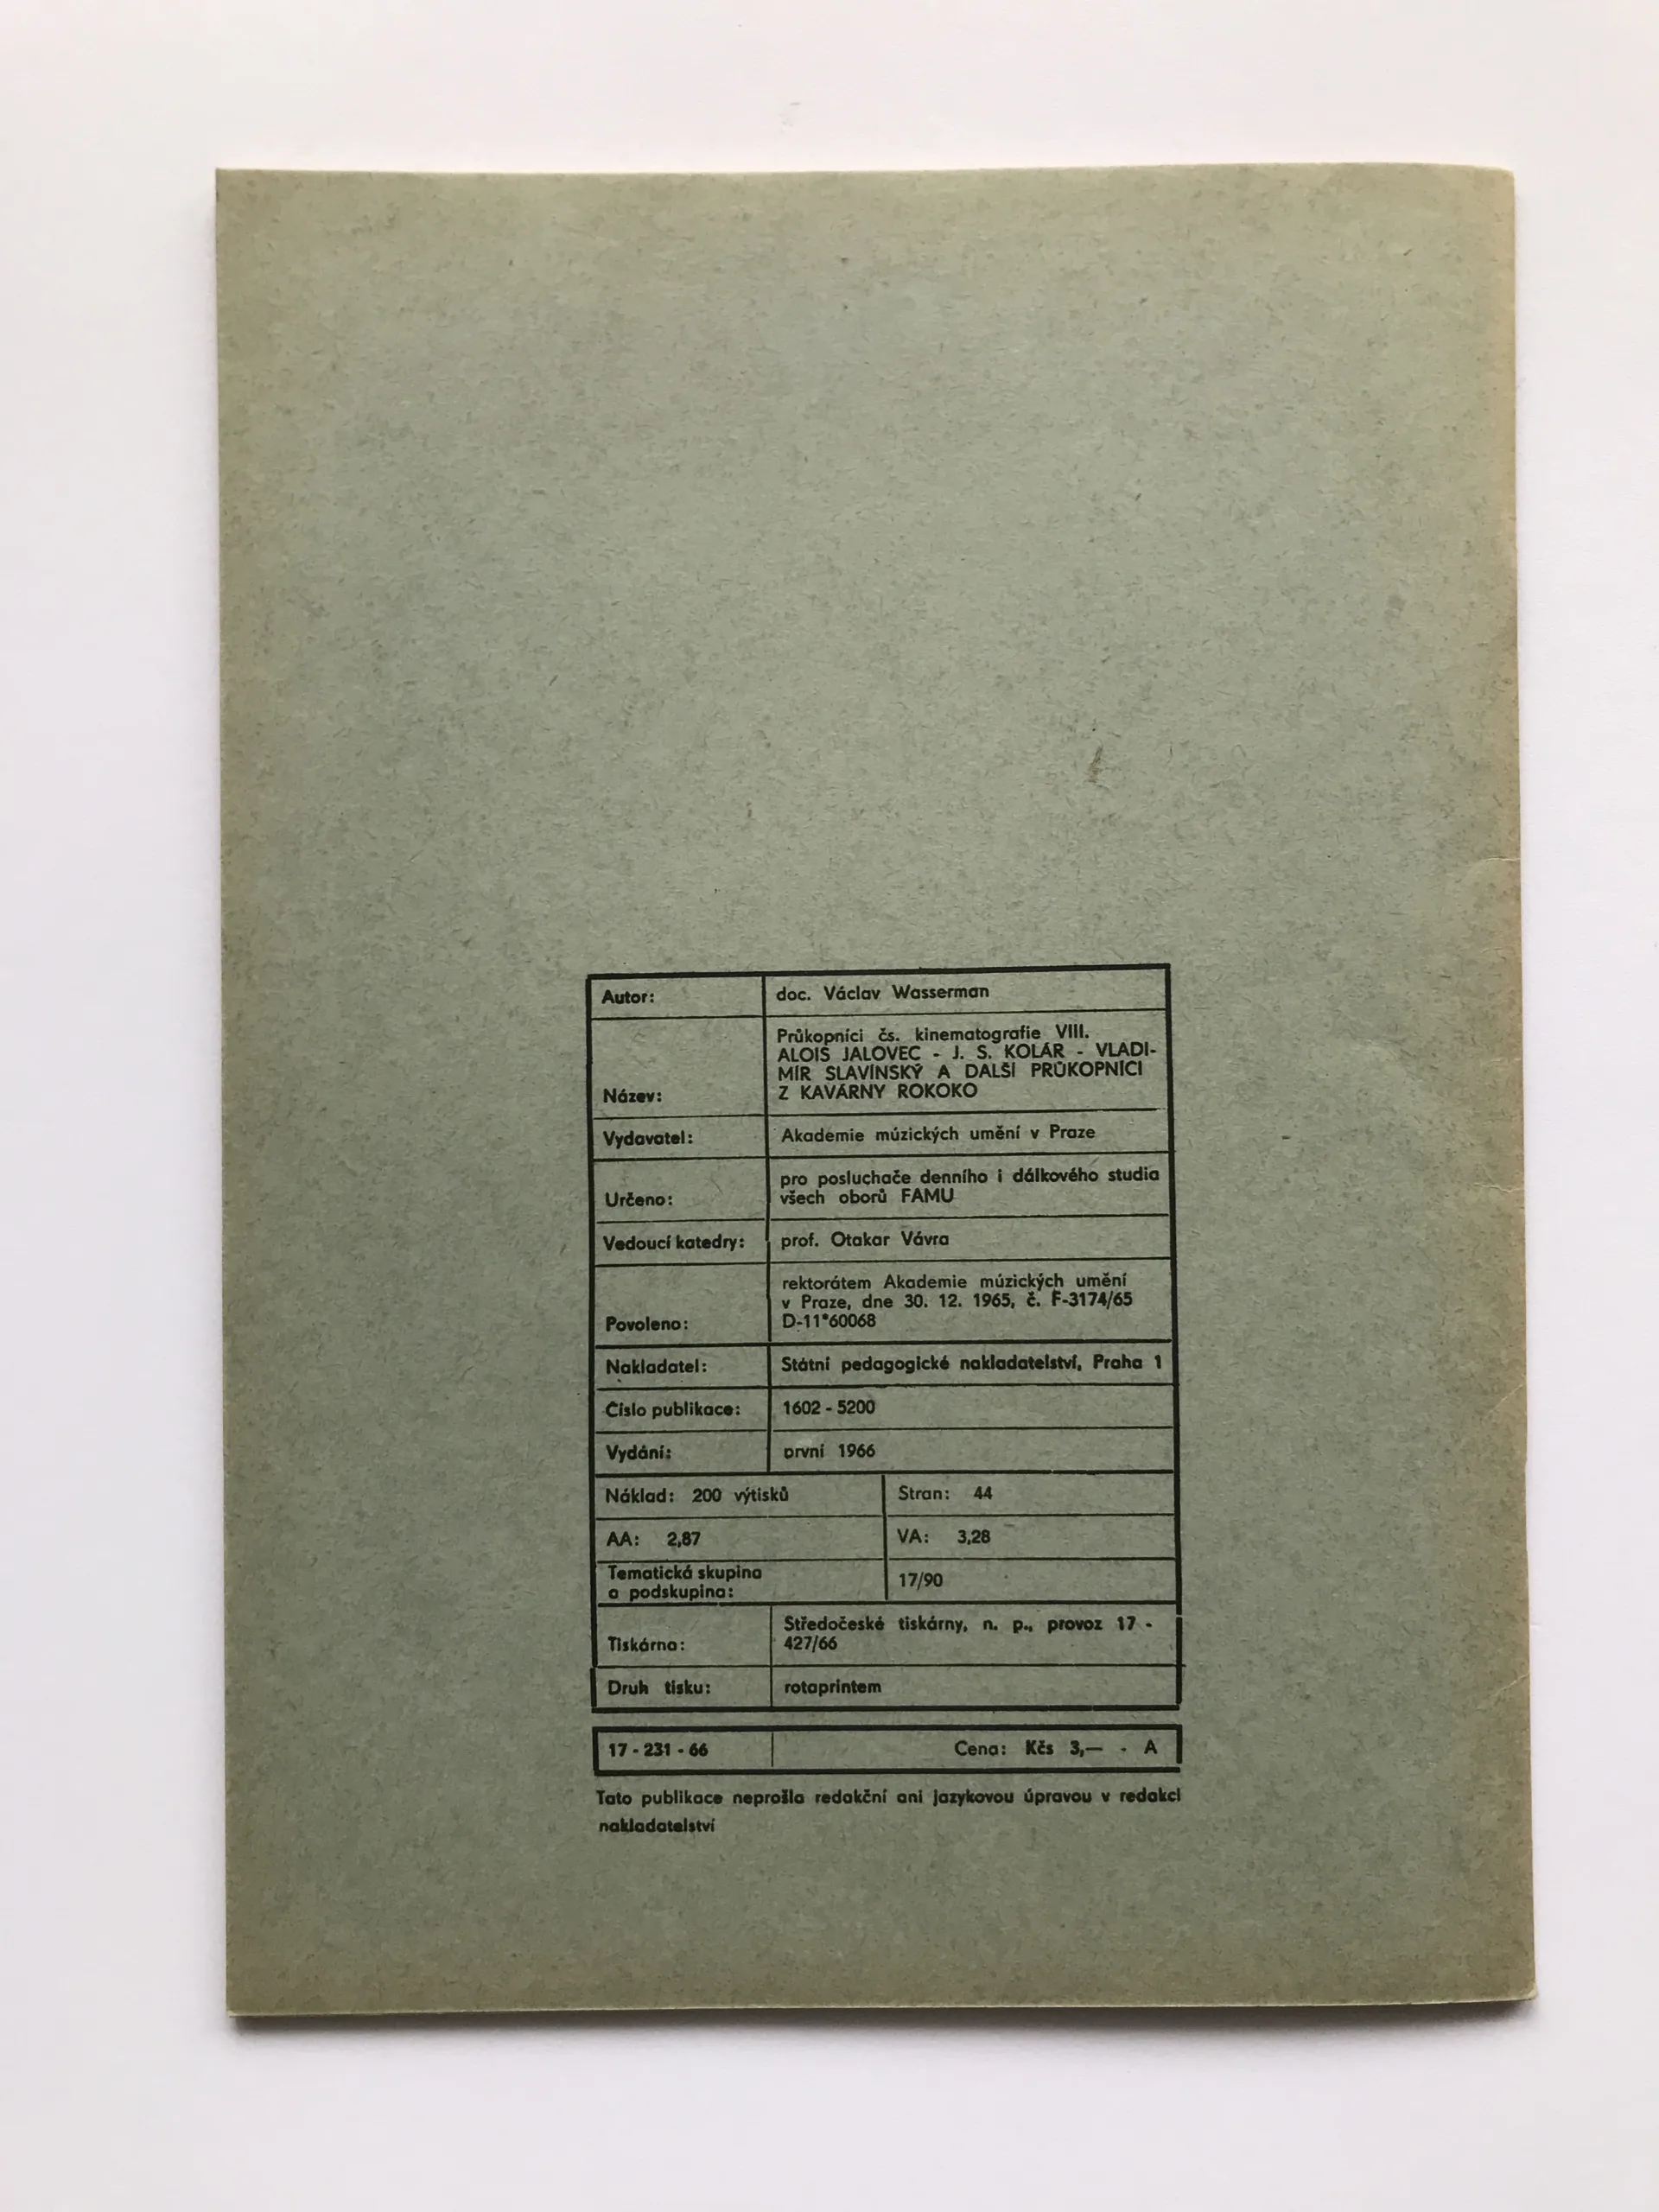 Autor: doc. Václav Wasserman
Průkopníci čs. kinematografie VIII.
ALOIS JALOVEC - J. S. KOLÁR - VLADI-
MÍR SLAVÍNSKÝ A DALŠÍ PRŮKOPNÍCI
Název: Z KAVÁRNY ROKOKO
Vydavatel: Akademie múzických umění v Praze
pro posluchače denního i dálkového studia
Určeno: všech oborů FAMU
Vedoucí katedry: prof. Otakar Vávra
rektorátem Akademie múzických umění
v Praze, dne 30. 12. 1965, č. F-3174/65
Povoleno: D-11*60068
Nakladatel: Státní pedagogické nakladatelství, Praha 1
Číslo publikace: 1602 - 5200
Vydání: první 1966
Náklad: 200 výtisků Stran: 44
AA: 2,87 VA: 3,28
Tematická skupina
a podskupina: 17/90
Středočeské tiskárny, n. p., provoz 17 -
Tiskárna: 427/66
Druh tisku: rotaprintem
17 - 231 - 66 Cena: Kčs 3,— - A
Tato publikace neprošla redakční ani jazykovou úpravou v redakci
nakladatelství